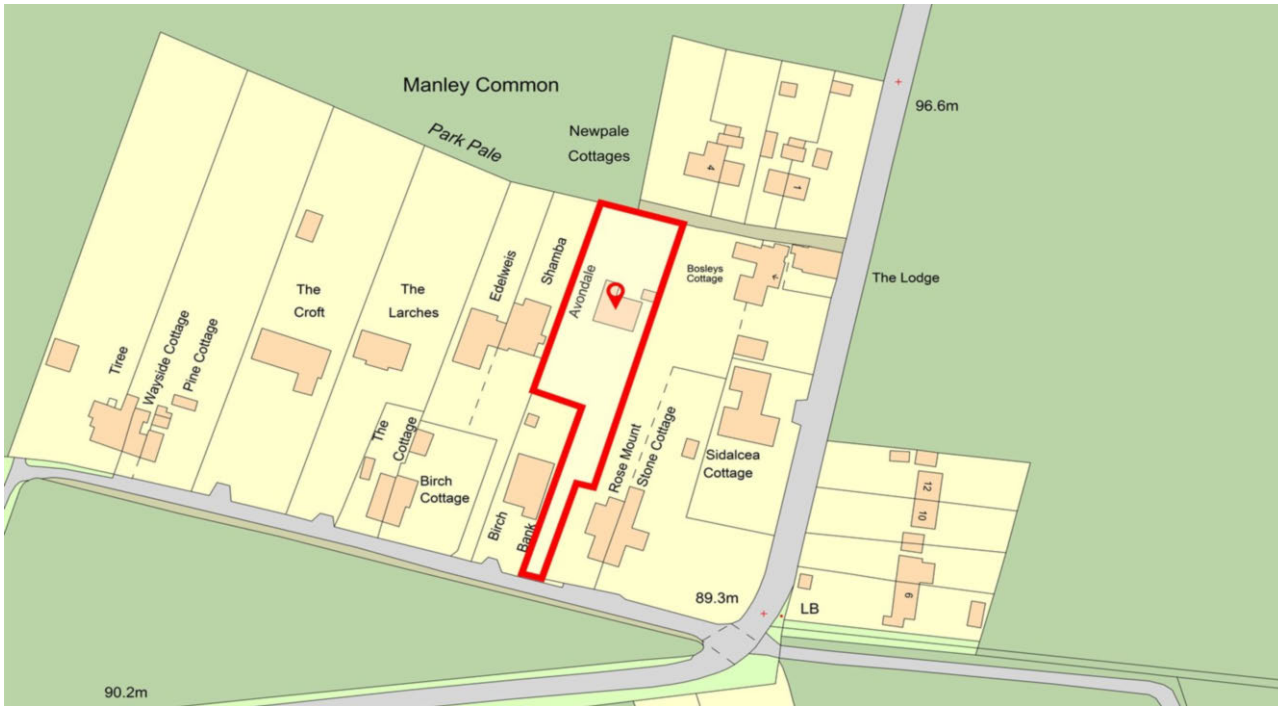 Manley Common
96.6m
Park Pale
Newpale
Cottages
4
1
Shamba
Edelweis
Avondale
Bosleys
Cottage
The Lodge
The
Croft
The
Larches
Tiree
Wayside Cottage
Pine Cottage
The
Cottage
Birch
Cottage
Rose Mount
Stone Cottage
Sidalcea
Cottage
Birch
Bank
12
10
6
89.3m
LB
90.2m